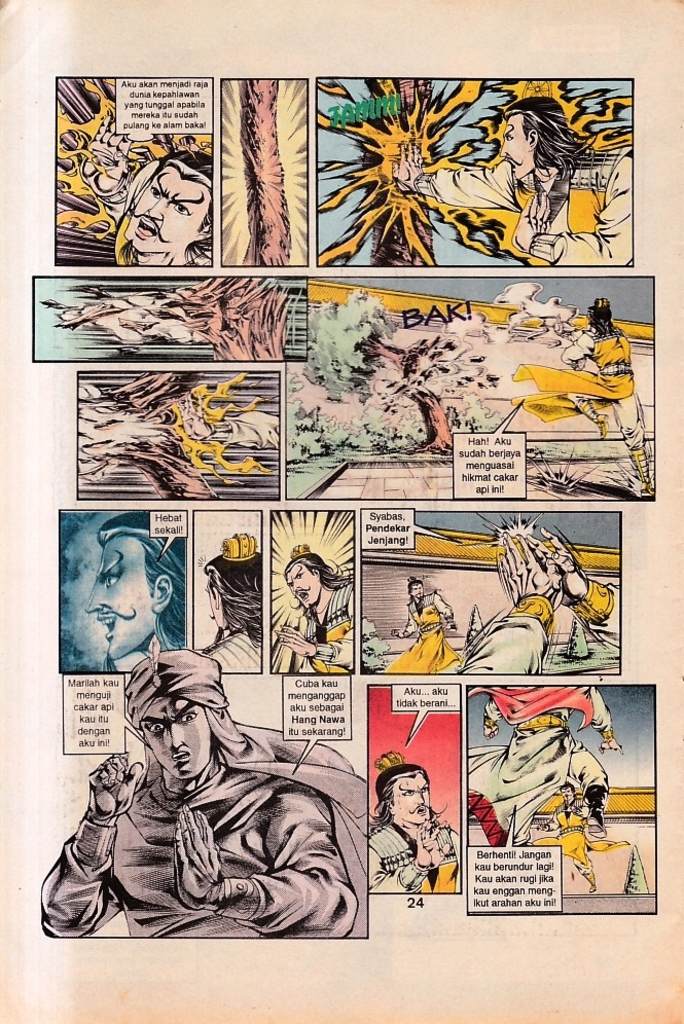 Aku akan menjadi raja
dunia kepahlawan
yang tunggal apabila
mereka itu sudah
pulang ke alam baka!
TAMM!
BAK!
Hah! Aku
sudah berjaya
menguasai
hikmat cakar
api ini!
Hebat
sekali!
Syabas,
Pendekar
Jenjang!
Marilah kau
menguji
cakar api
kau itu
dengan
aku ini!
Cuba kau
menganggap
aku sebagai
Hang Nawa
itu sekarang!
Aku... aku
tidak berani...
Berhenti! Jangan
kau berundur lagi!
Kau akan rugi jika
kau enggan meng-
ikut arahan aku ini!
24